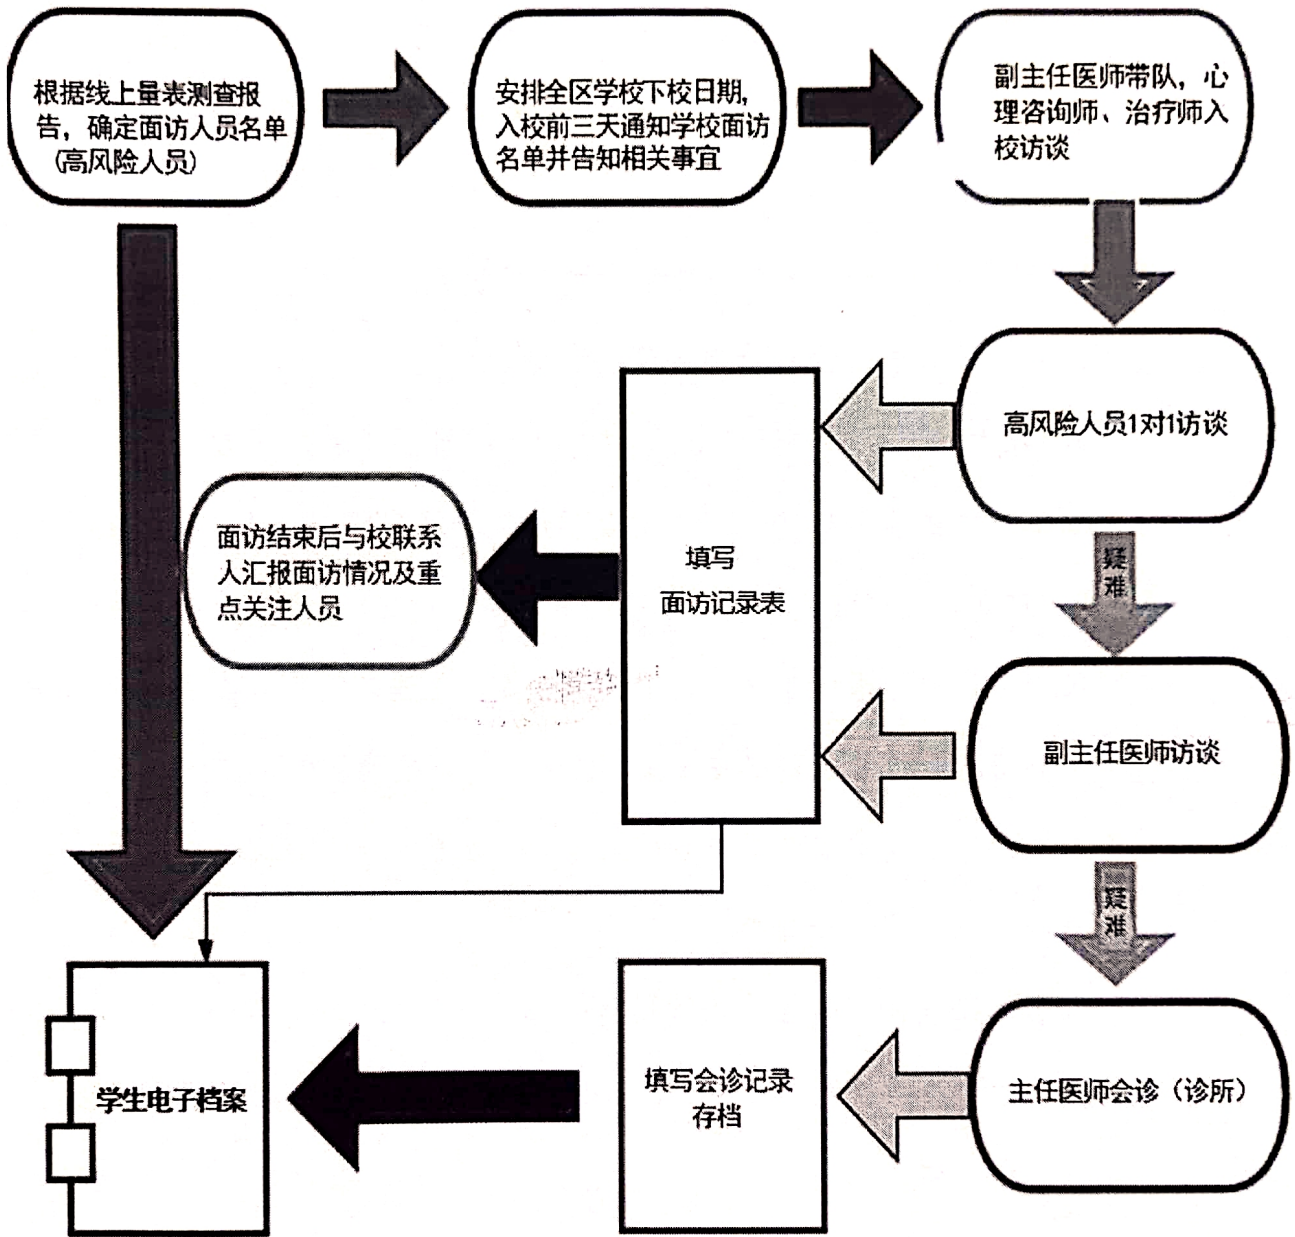 根据线上量表测查报
告，确定面访人员名单
(高风险人员)
安排全区学校下校日期，
入校前三天通知学校面访
名单并告知相关事宜
副主任医师带队，心
理咨询师、治疗师入
校访谈
高风险人员1对1访谈
疑
难
填写
面访记录表
面访结束后与校联系
人汇报面访情况及重
点关注人员
副主任医师访谈
疑
难
主任医师会诊（诊所）
填写会诊记录
存档
学生电子档案